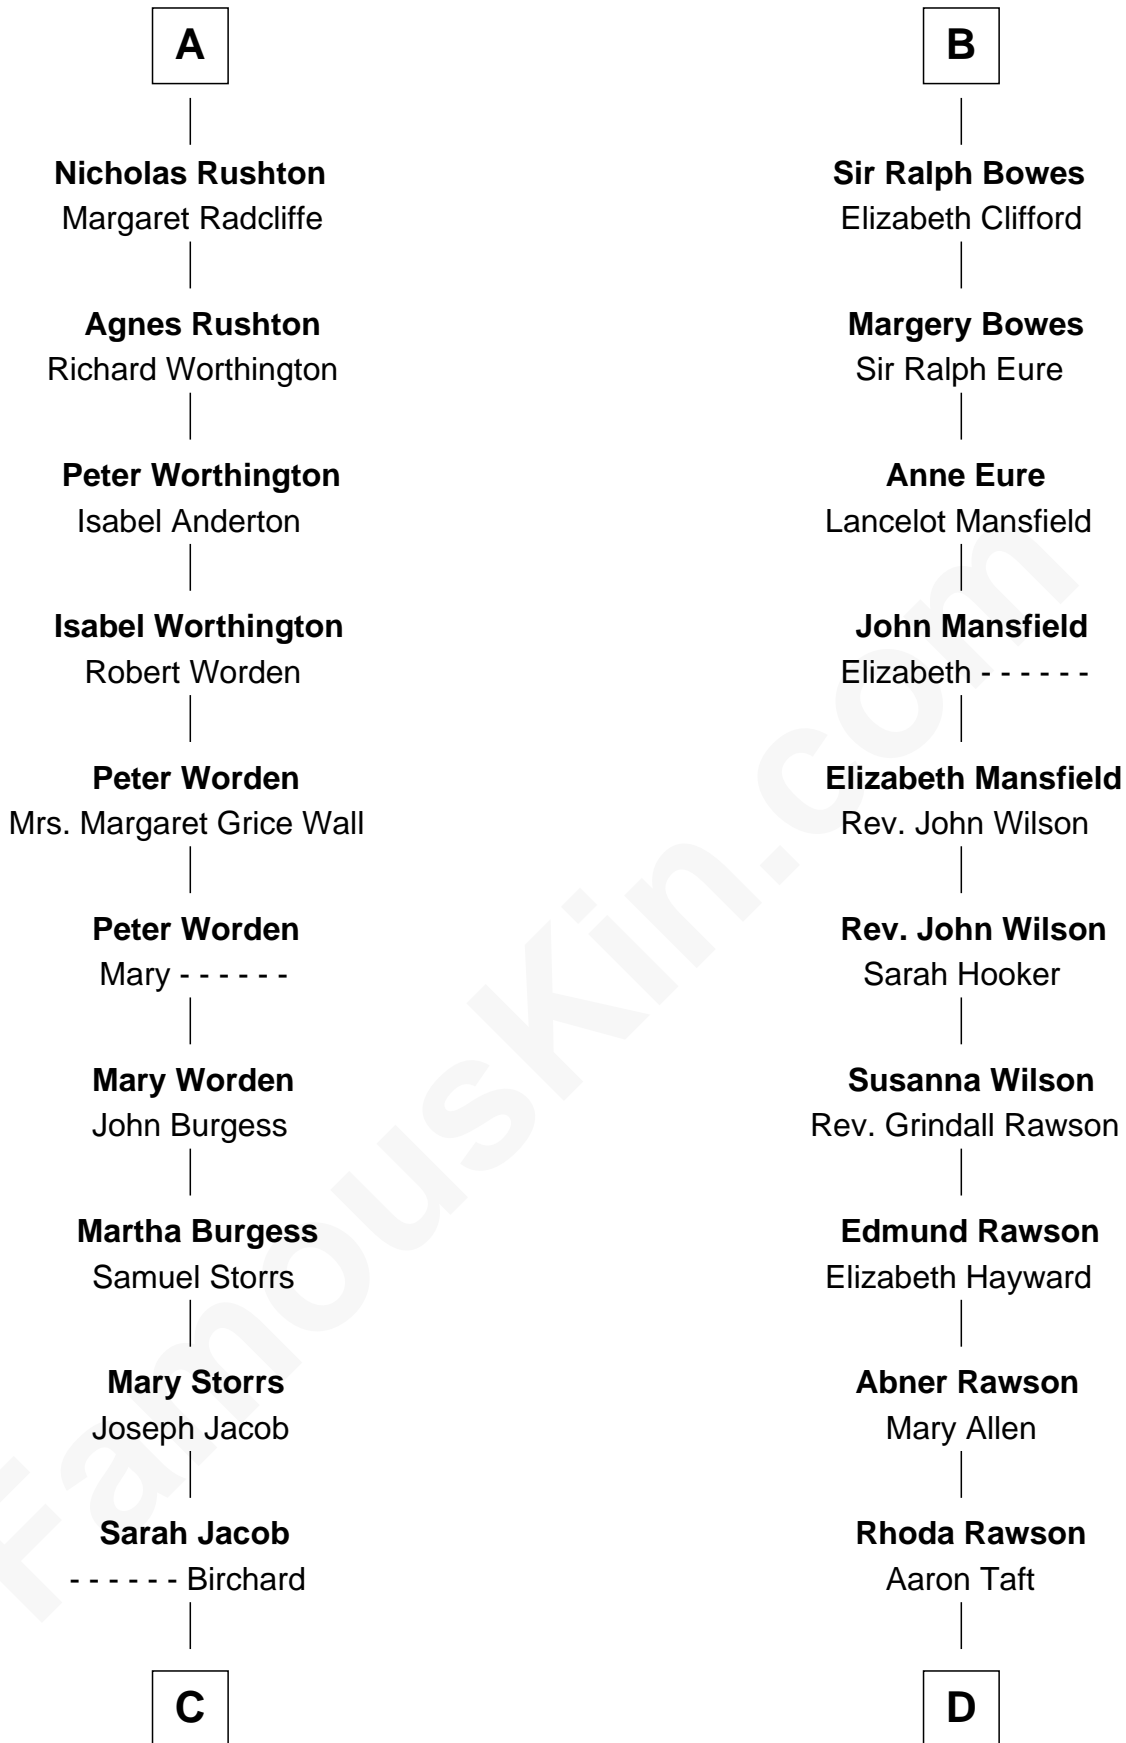 A
Nicholas Rushton
Margaret Radcliffe
Agnes Rushton
Richard Worthington
Peter Worthington
Isabel Anderton
Isabel Worthington
Robert Worden
Peter Worden
Mrs. Margaret Grice Wall
Peter Worden
Mary - - - - - -
Mary Worden
John Burgess
Martha Burgess
Samuel Storrs
Mary Storrs
Joseph Jacob
Sarah Jacob
- - - - - - Birchard
C
B
Sir Ralph Bowes
Elizabeth Clifford
Margery Bowes
Sir Ralph Eure
Anne Eure
Lancelot Mansfield
John Mansfield
Elizabeth - - - - - -
Elizabeth Mansfield
Rev. John Wilson
Rev. John Wilson
Sarah Hooker
Susanna Wilson
Rev. Grindall Rawson
Edmund Rawson
Elizabeth Hayward
Abner Rawson
Mary Allen
Rhoda Rawson
Aaron Taft
D
FamousKin.com